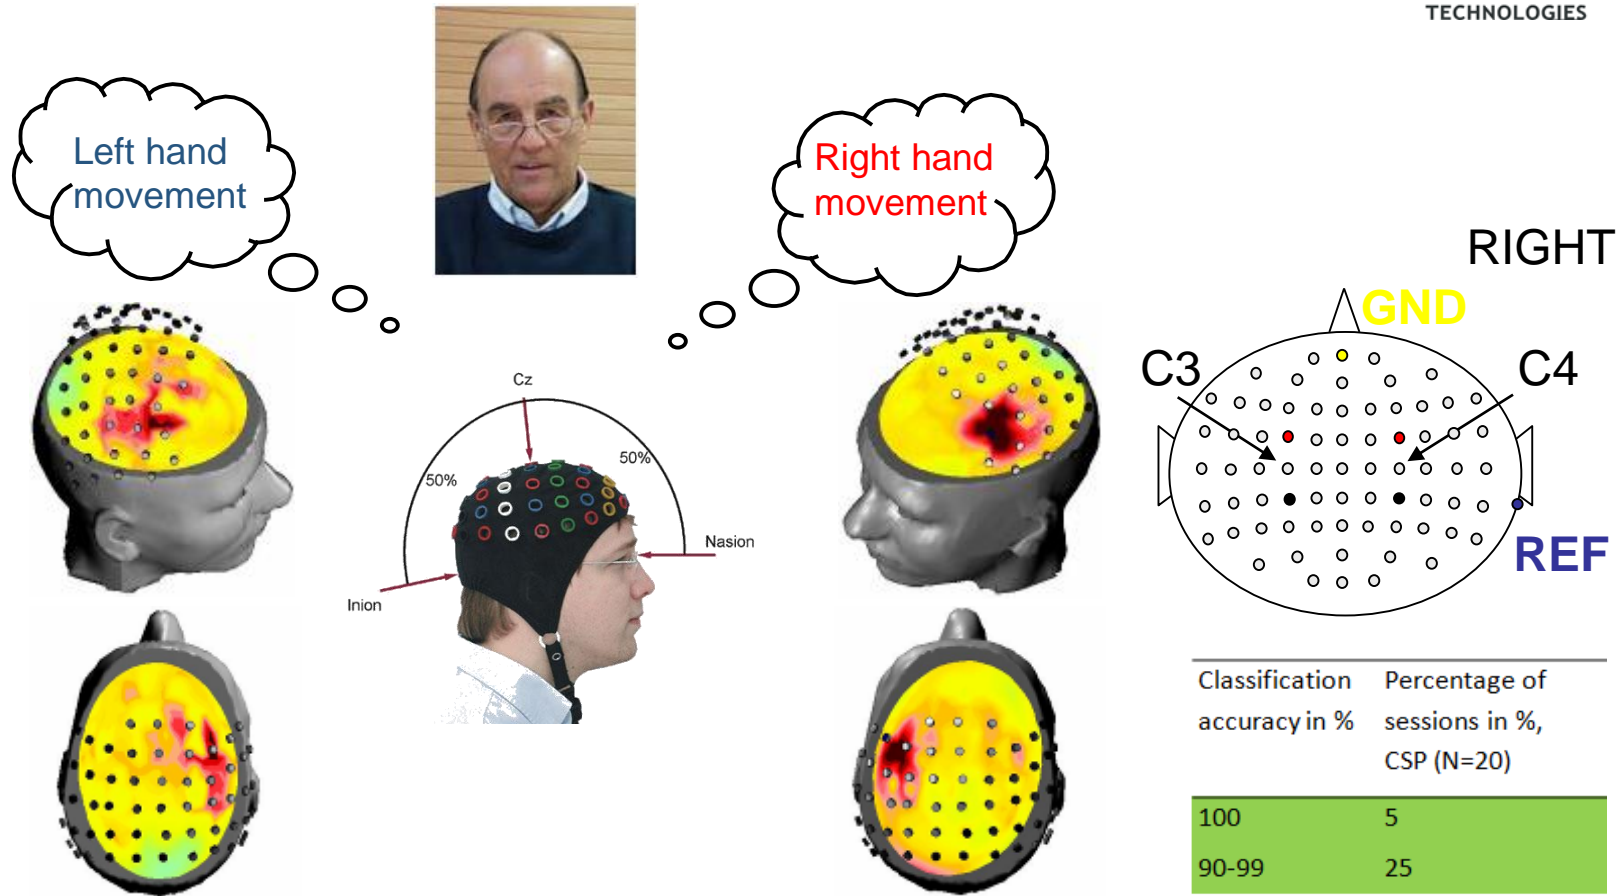 TECHNOLOGIES
Left hand
movement
Right hand
movement
RIGHT
GND
C3
C4
REF
Cz
50%
50%
Nasion
Inion
Classification
accuracy in %
Percentage of
sessions in %,
CSP (N=20)
100 5
90-99 25